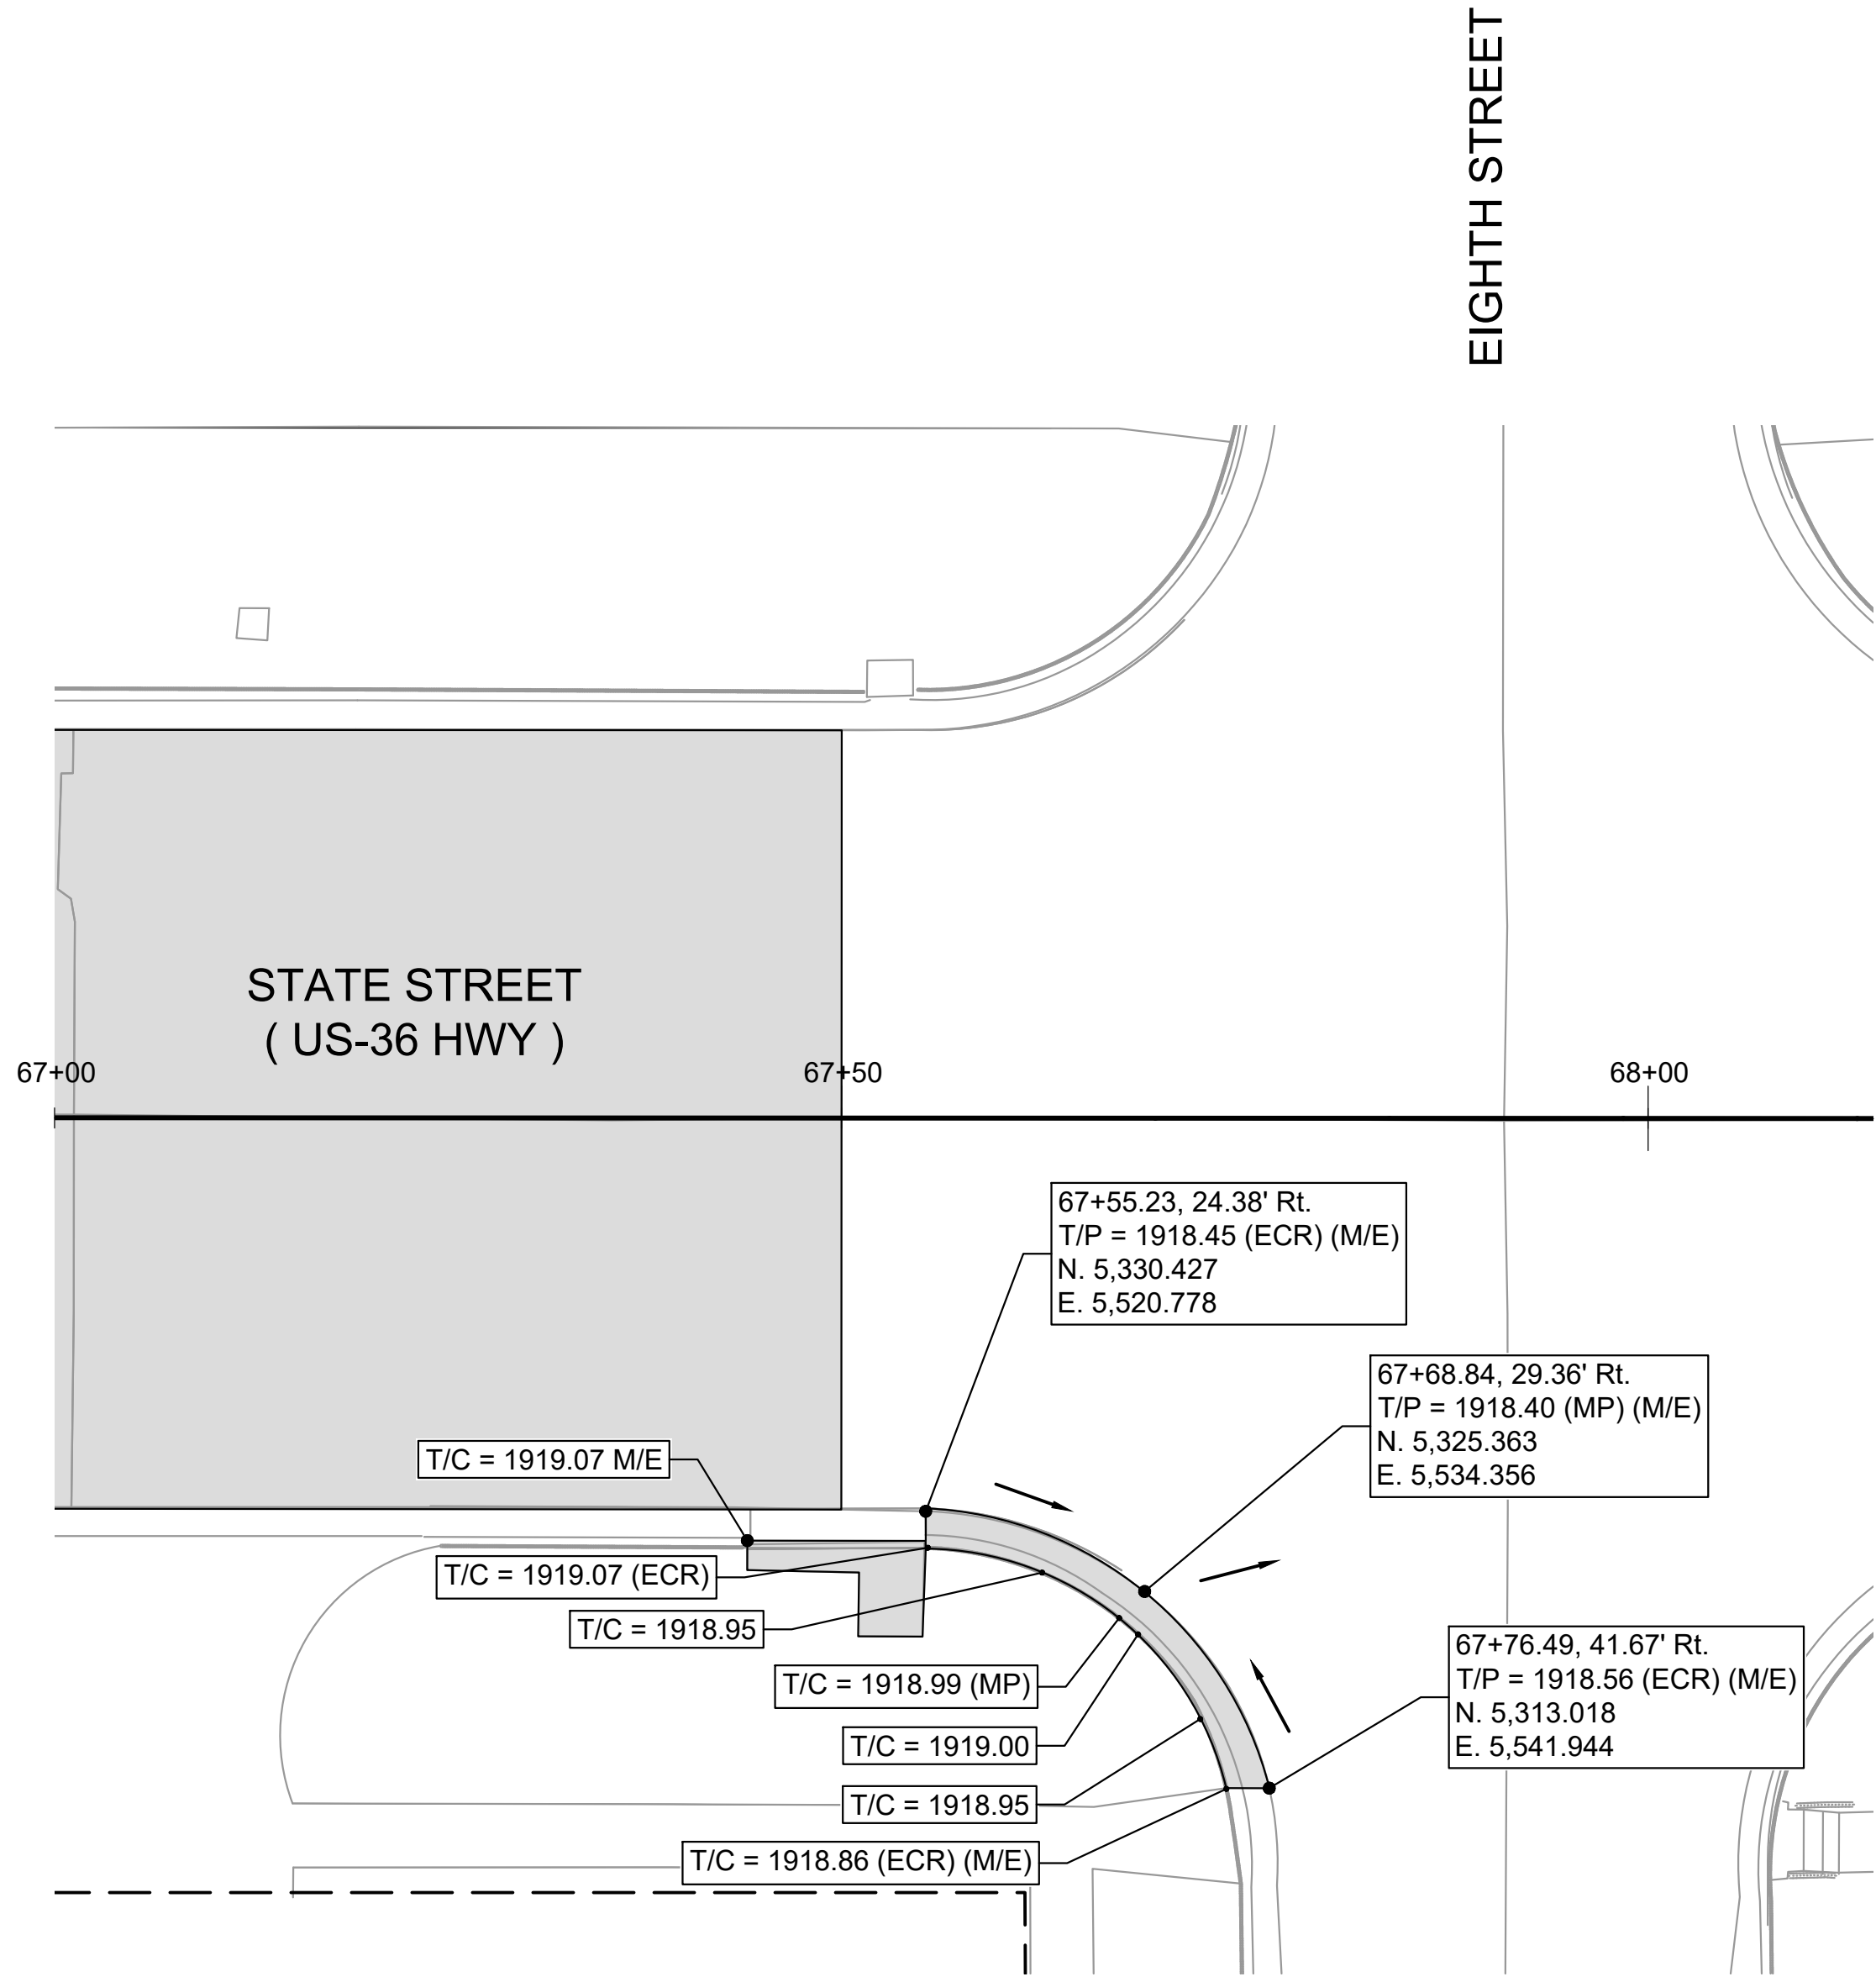 EIGHTH STREET
STATE STREET
( US-36 HWY )
67+00
67+50
68+00
67+55.23, 24.38' Rt.
T/P = 1918.45 (ECR) (M/E)
N. 5,330.427
E. 5,520.778
67+68.84, 29.36' Rt.
T/P = 1918.40 (MP) (M/E)
N. 5,325.363
E. 5,534.356
T/C = 1919.07 M/E
T/C = 1919.07 (ECR)
T/C = 1918.95
T/C = 1918.99 (MP)
67+76.49, 41.67' Rt.
T/P = 1918.56 (ECR) (M/E)
N. 5,313.018
E. 5,541.944
T/C = 1919.00
T/C = 1918.95
T/C = 1918.86 (ECR) (M/E)